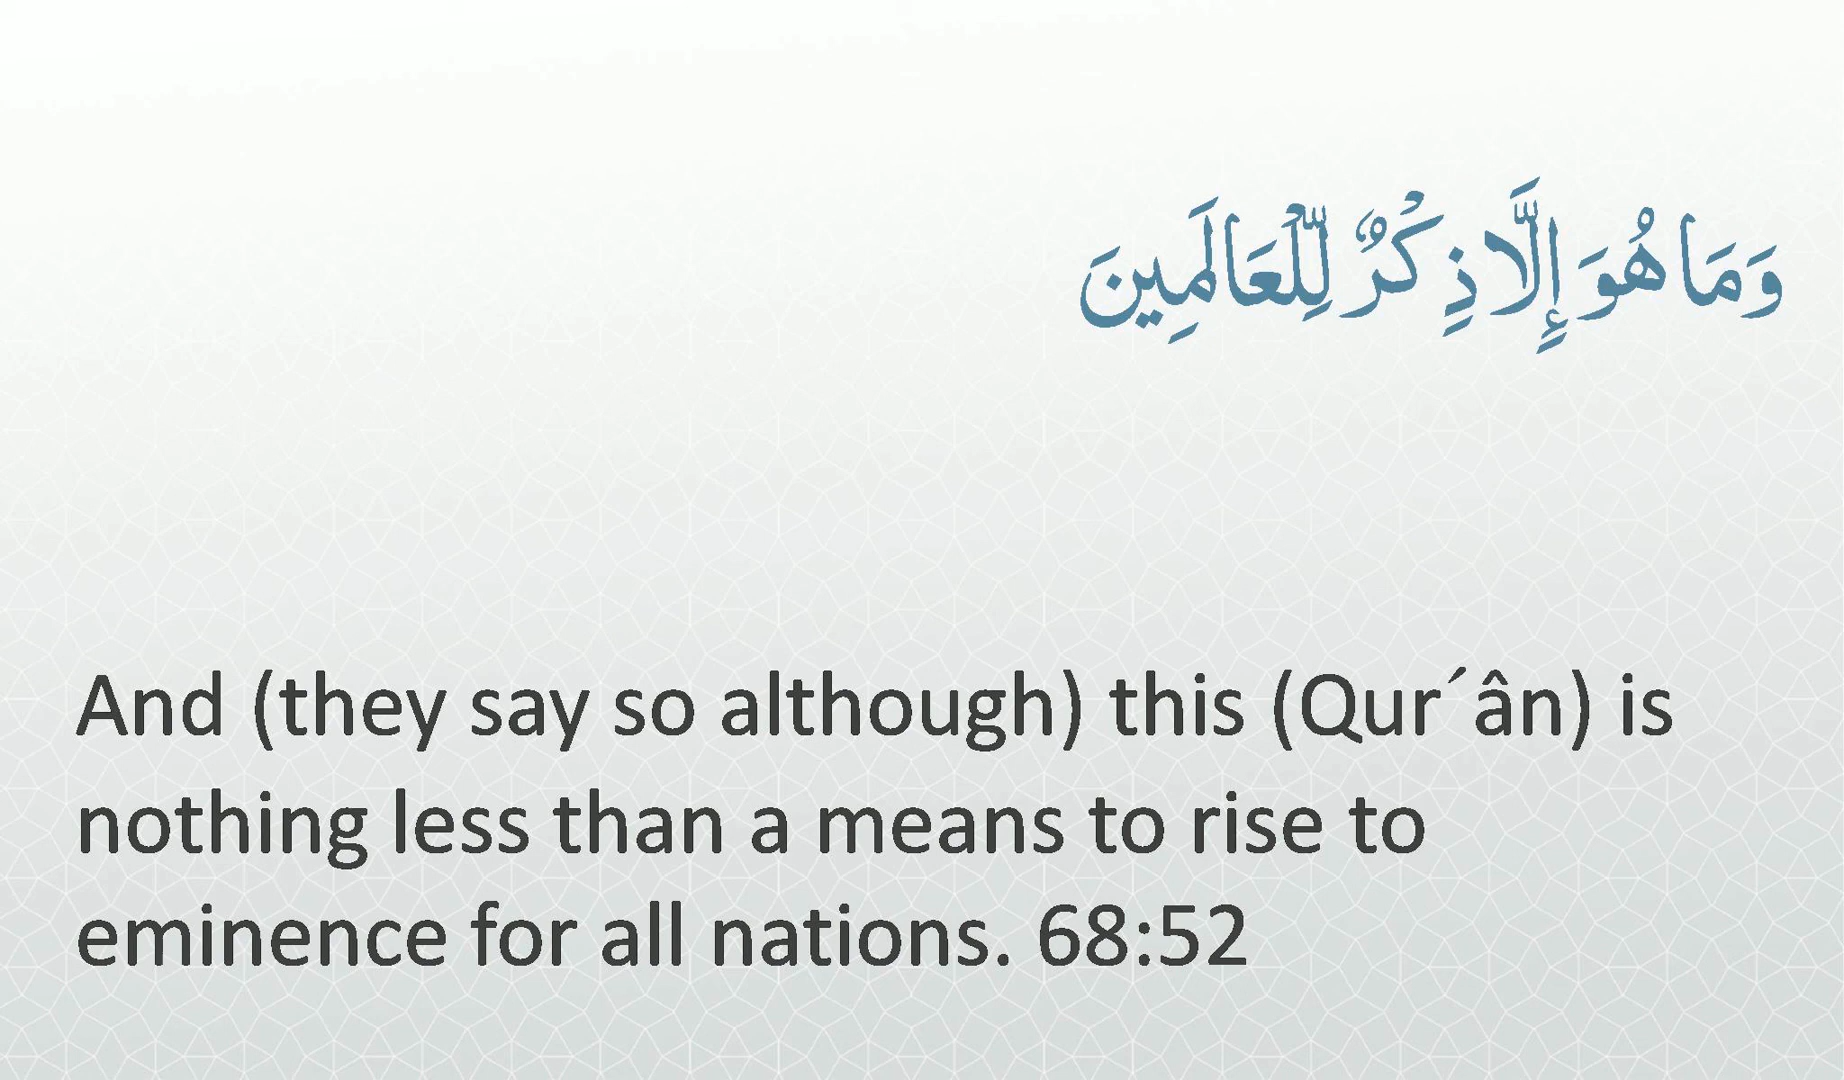 وَمَا هُوَ إِلَّا ذِكْرٌ لِّلْعَالَمِينَ
And (they say so although) this (Qur´ân) is
nothing less than a means to rise to
eminence for all nations. 68:52